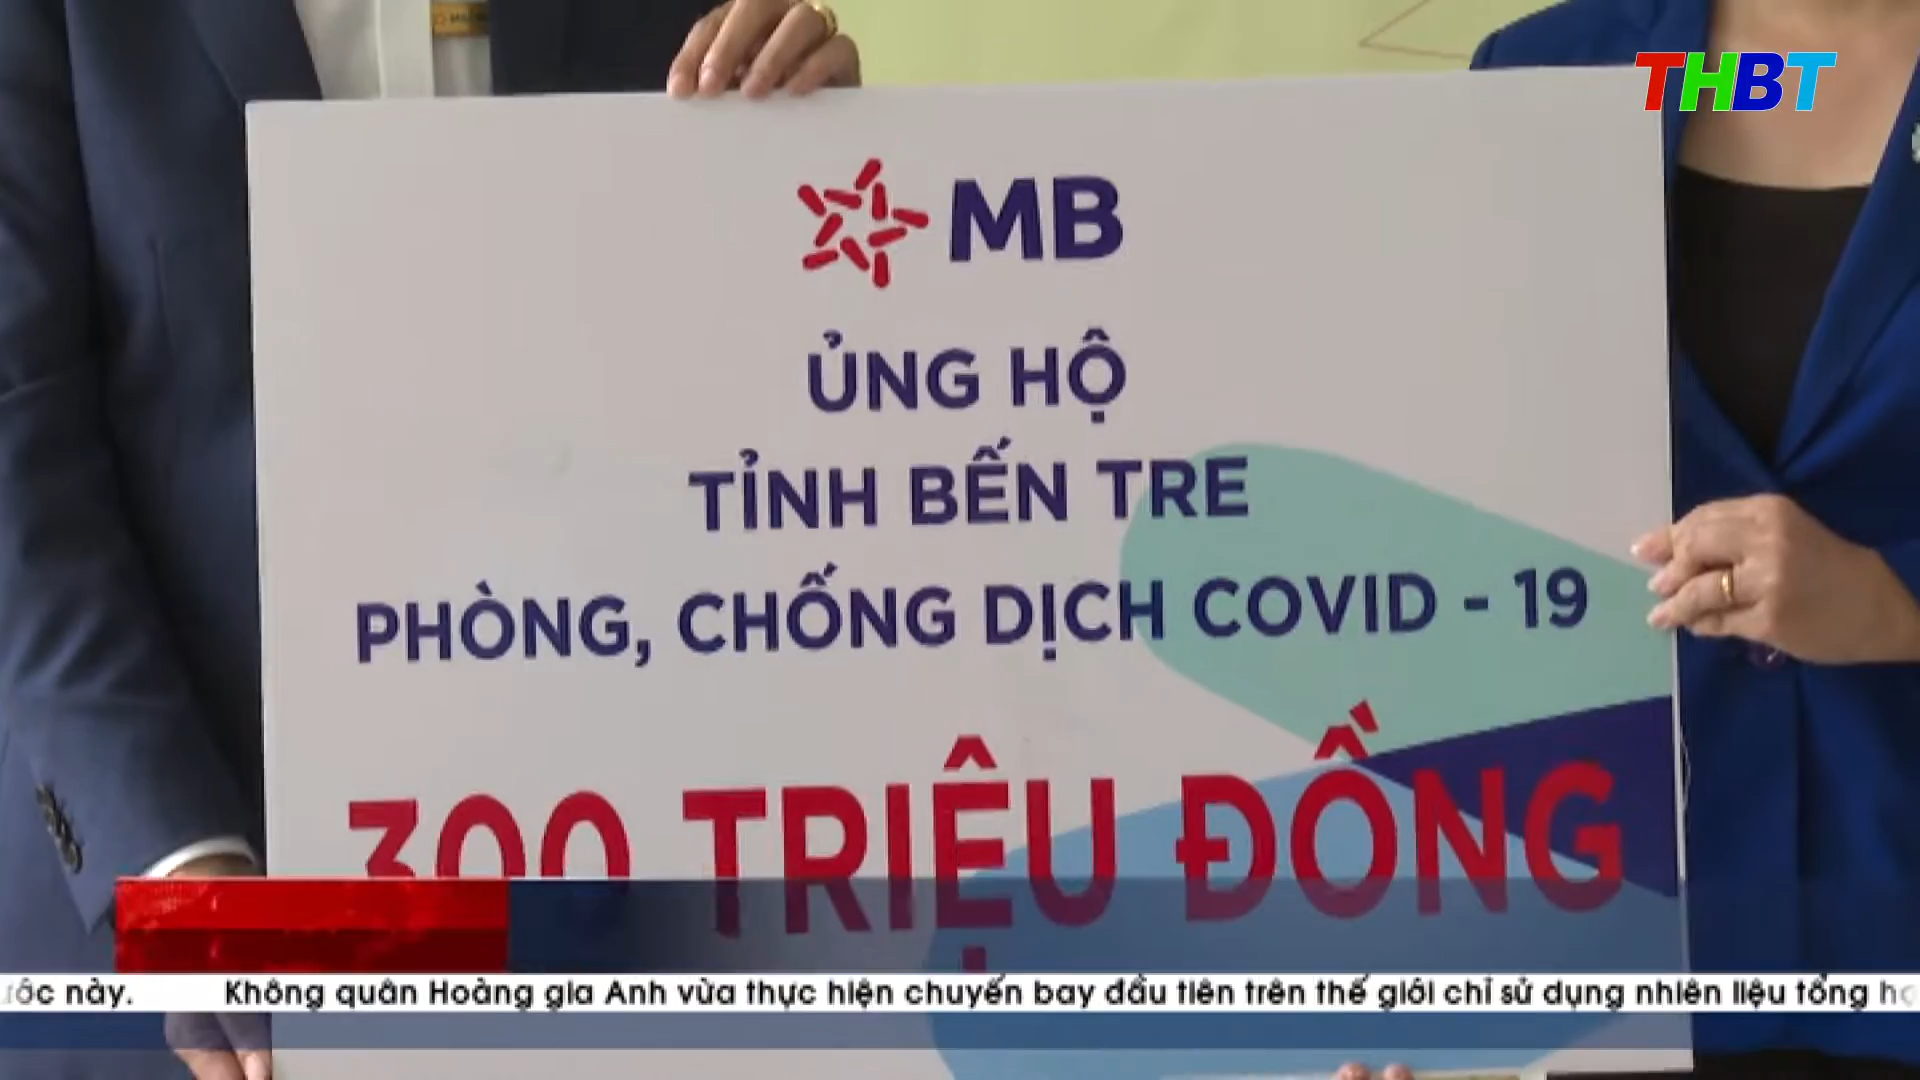 THBT
MB
ỦNG HỘ
TỈNH BẾN TRE
PHÒNG, CHỐNG DỊCH COVID - 19
300 TRIỆU ĐỒNG
này. Không quân Hoàng gia Anh vừa thực hiện chuyến bay đầu tiên trên thế giới chỉ sử dụng nhiên liệu tổng